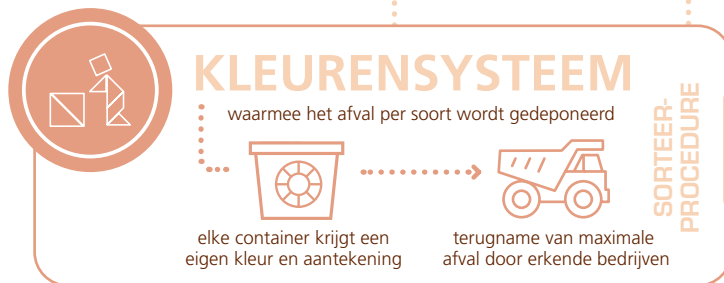 KLEURENSYSTEEM
waarmee het afval per soort wordt gedeponeerd
elke container krijgt een
eigen kleur en aantekening
terugname van maximale
afval door erkende bedrijven
SORTEER-
PROCEDURE